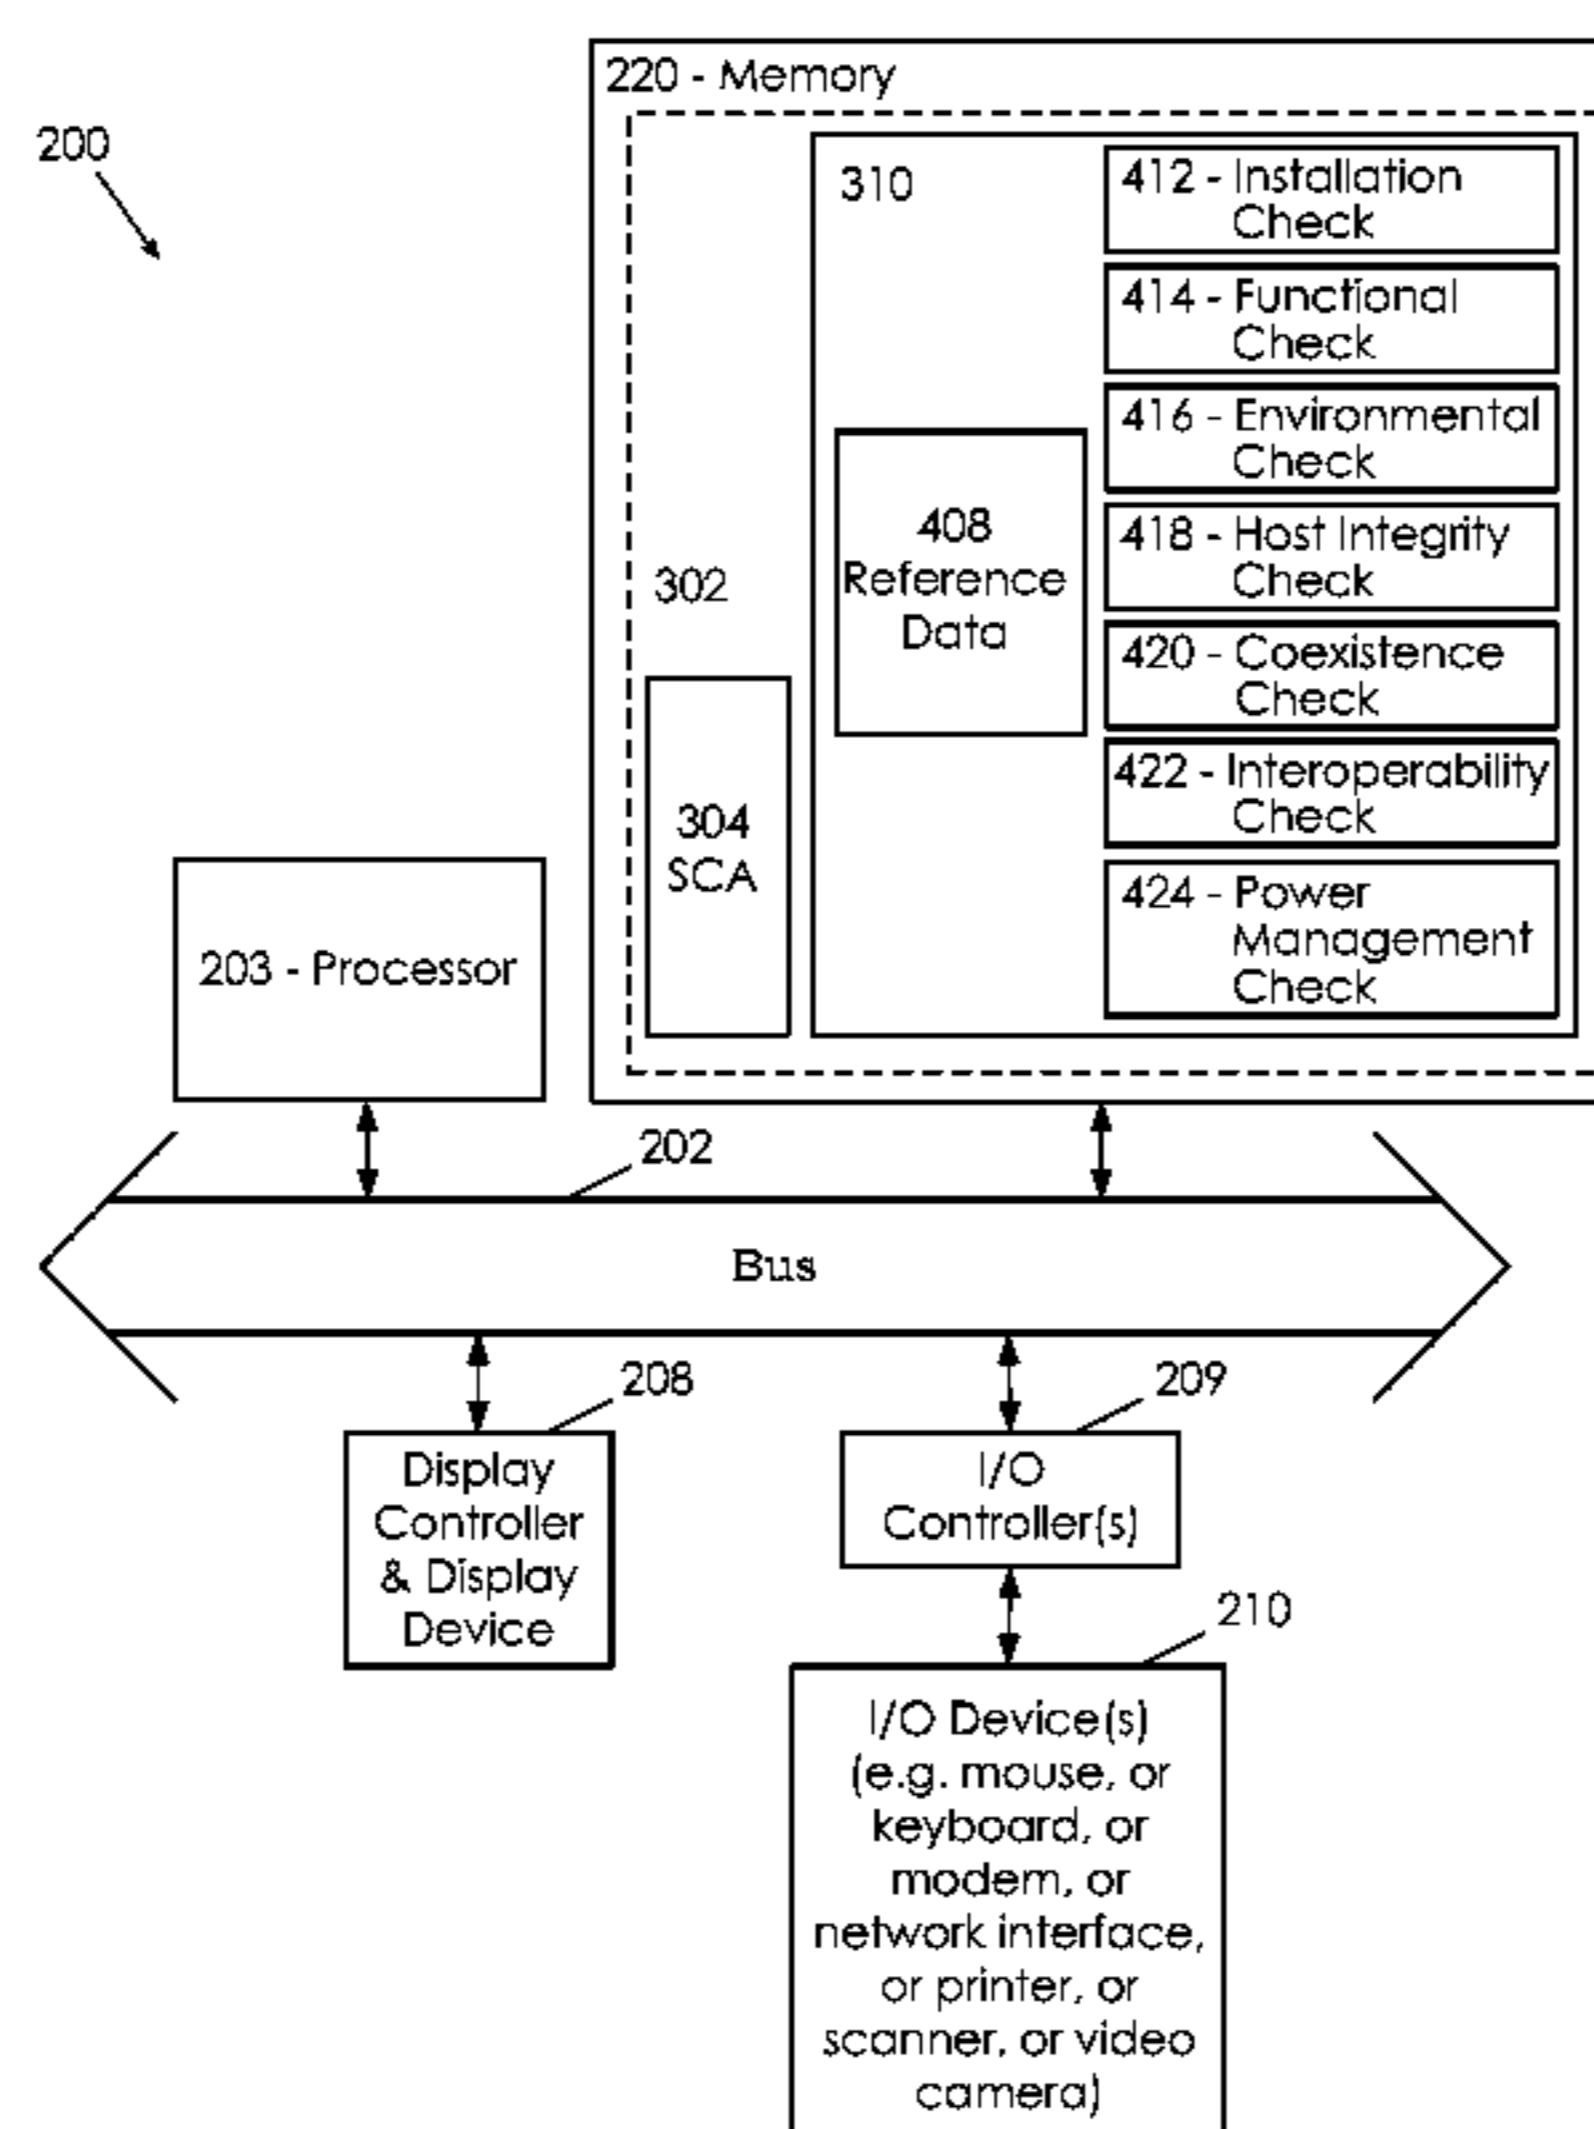 220 - Memory
200
310
412 - Installation
Check
414 - Functional
Check
416 - Environmental
Check
408
Reference
Data
418 - Host Integrity
Check
302
420 - Coexistence
Check
422 - Interoperability
Check
304
SCA
424 - Power
Management
Check
203 - Processor
202
Bus
208
209
Display
Controller
& Display
Device
I/O
Controller(s)
210
I/O Device(s)
(e.g. mouse, or
keyboard, or
modem, or
network interface,
or printer, or
scanner, or video
camera)